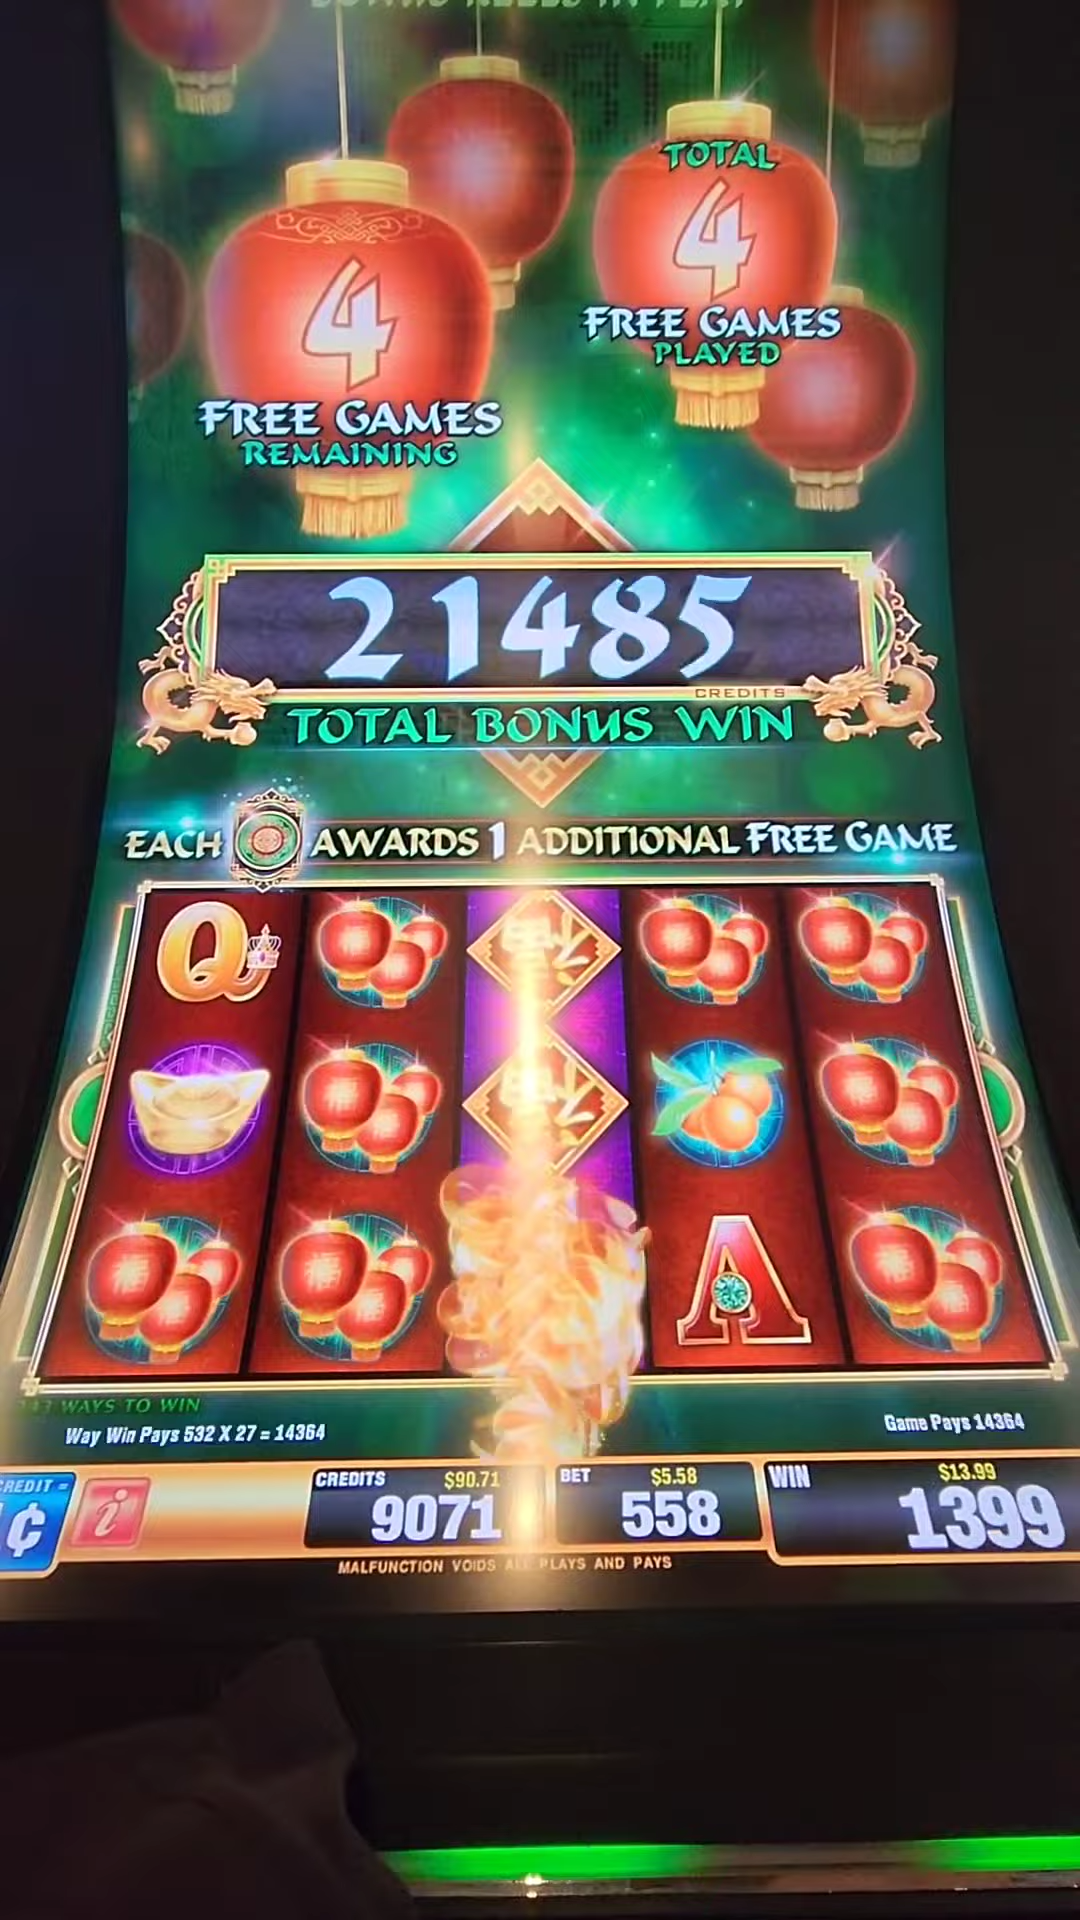 TOTAL
4
FREE GAMES
PLAYED
4
FREE GAMES
REMAINING
21485
CREDITS
TOTAL BONUS WIN
EACH AWARDS 1 ADDITIONAL FREE GAME
Q
A
WAYS TO WIN
Way Win Pays 532 X 27 = 14364
Game Pays 14364
CREDIT =
1¢
i
CREDITS $90.71
9071
BET $5.58
558
WIN $13.99
1399
MALFUNCTION VOIDS ALL PLAYS AND PAYS